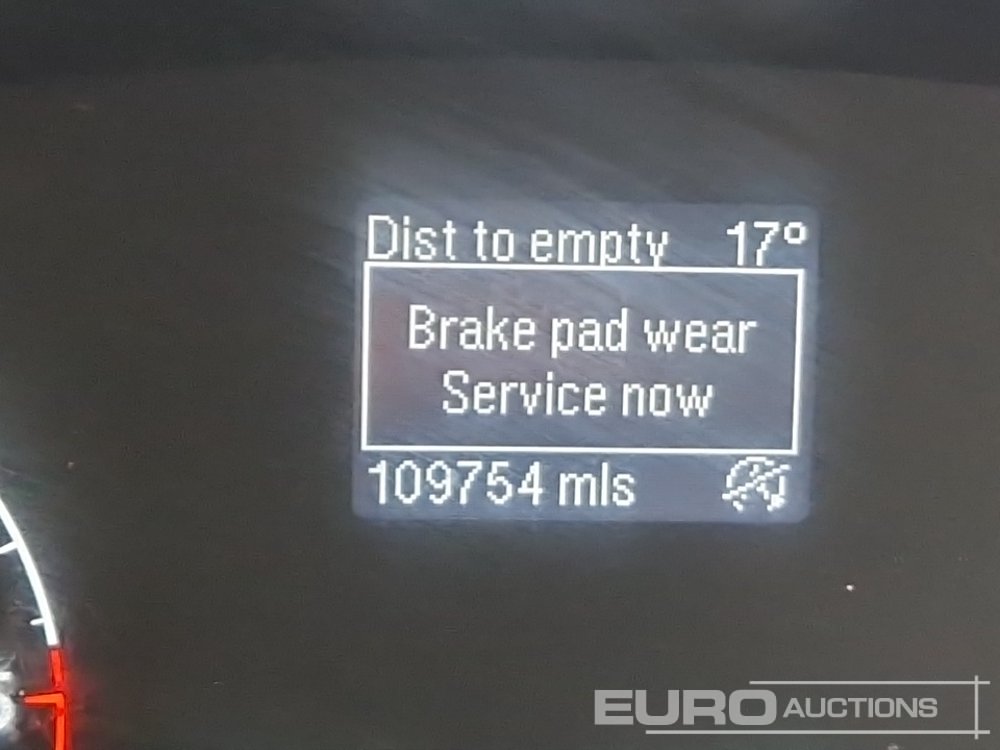 Dist to empty 17°
Brake pad wear
Service now
109754 mls
EURO AUCTIONS